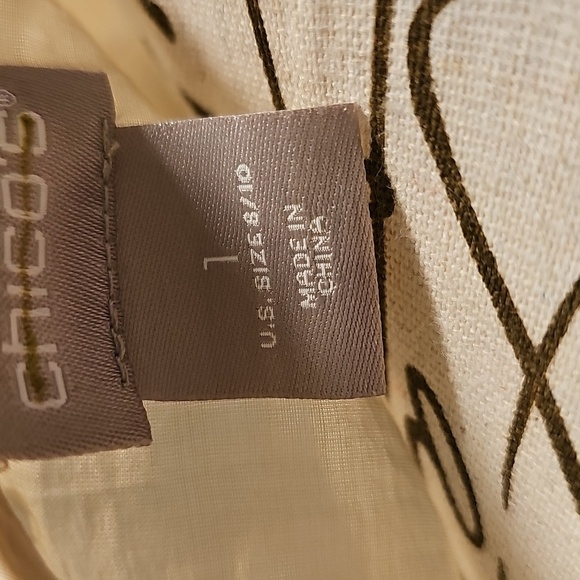 chico's®
1
U.S. SIZE 8/10
MADE IN
CHINA